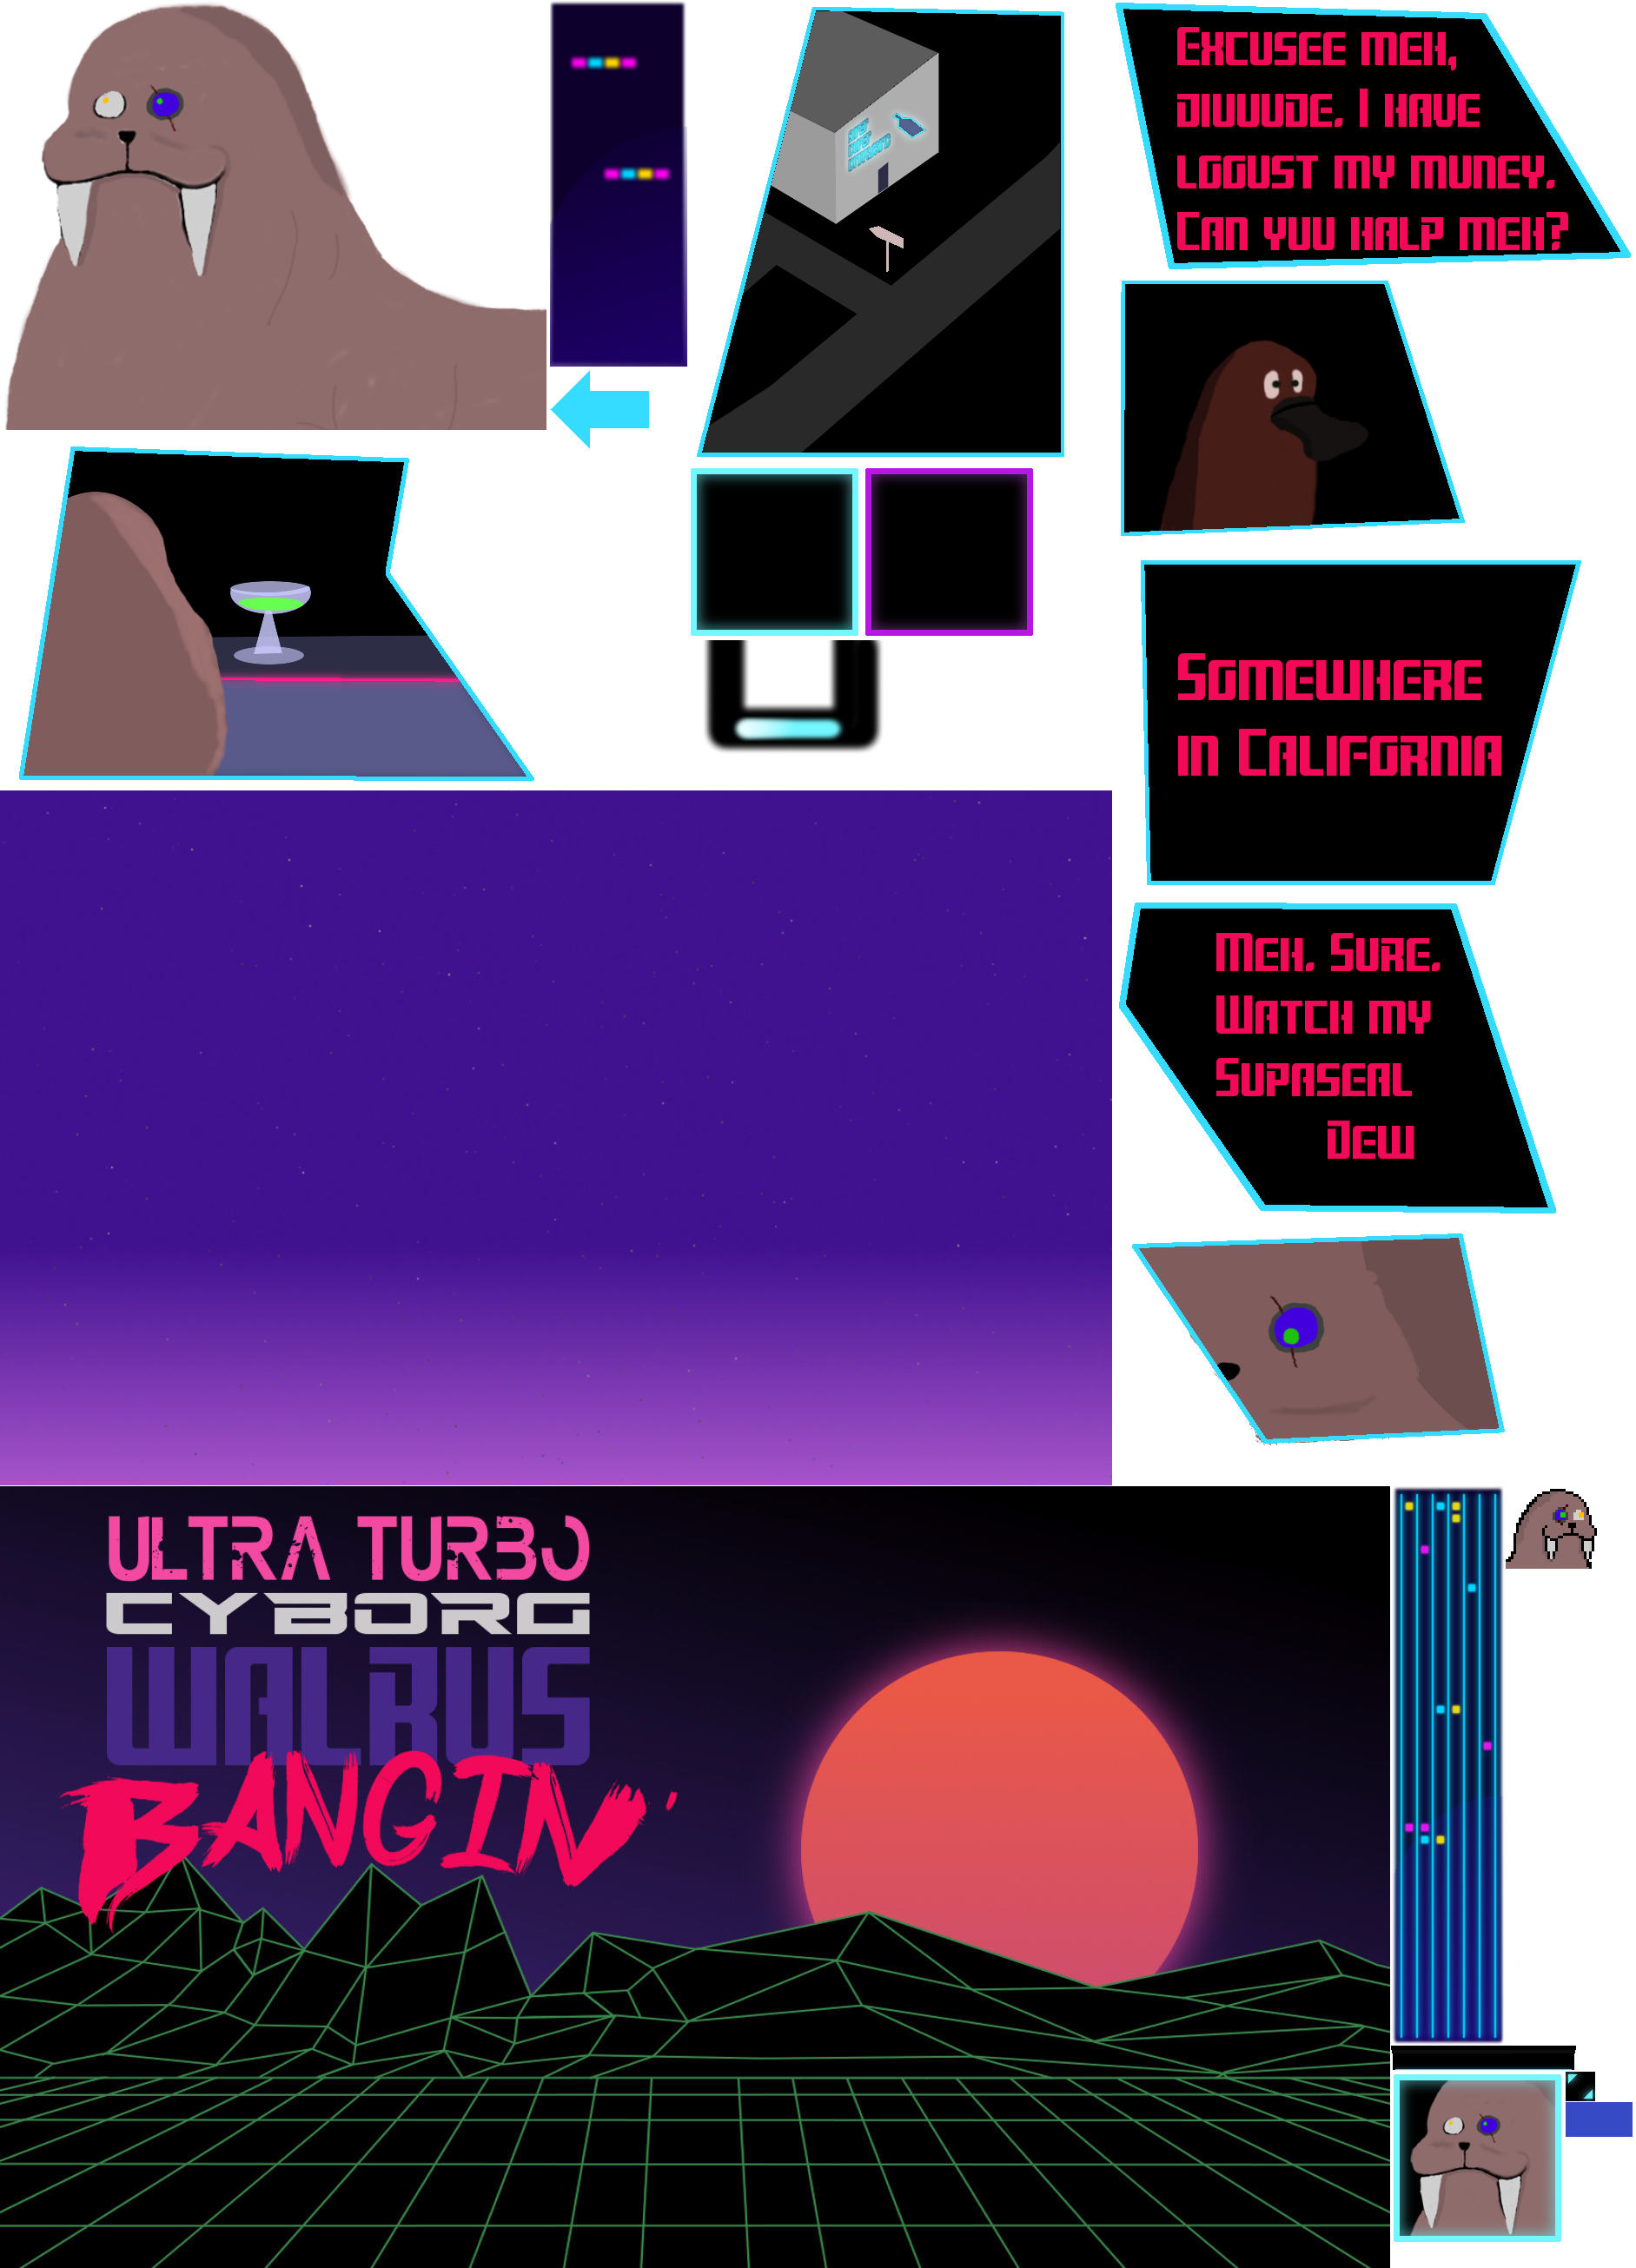 Excusee meh,
diuuude. I have
logust my muney.
Can yuu halp meh?
Somewhere
in California
Meh. Sure.
Watch my
Supaseal
Dew
ULTRA TURBO
CYBORG
WALRUS
BANGIN'